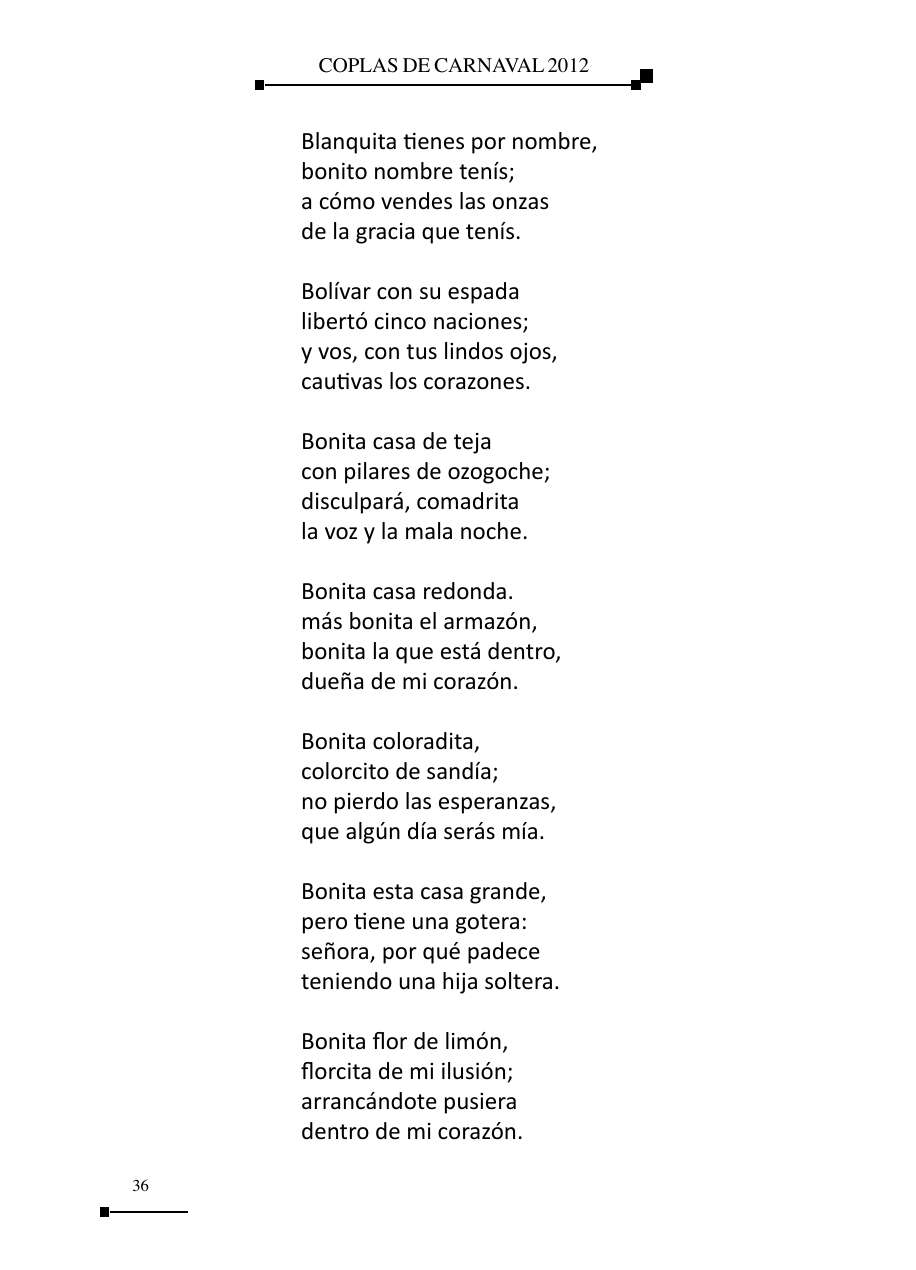 COPLAS DE CARNAVAL 2012
Blanquita tienes por nombre,
bonito nombre tenís;
a cómo vendes las onzas
de la gracia que tenís.
Bolívar con su espada
libertó cinco naciones;
y vos, con tus lindos ojos,
cautivas los corazones.
Bonita casa de teja
con pilares de ozogoche;
disculpará, comadrita
la voz y la mala noche.
Bonita casa redonda.
más bonita el armazón,
bonita la que está dentro,
dueña de mi corazón.
Bonita coloradita,
colorcito de sandía;
no pierdo las esperanzas,
que algún día serás mía.
Bonita esta casa grande,
pero tiene una gotera:
señora, por qué padece
teniendo una hija soltera.
Bonita flor de limón,
florcita de mi ilusión;
arrancándote pusiera
dentro de mi corazón.
36